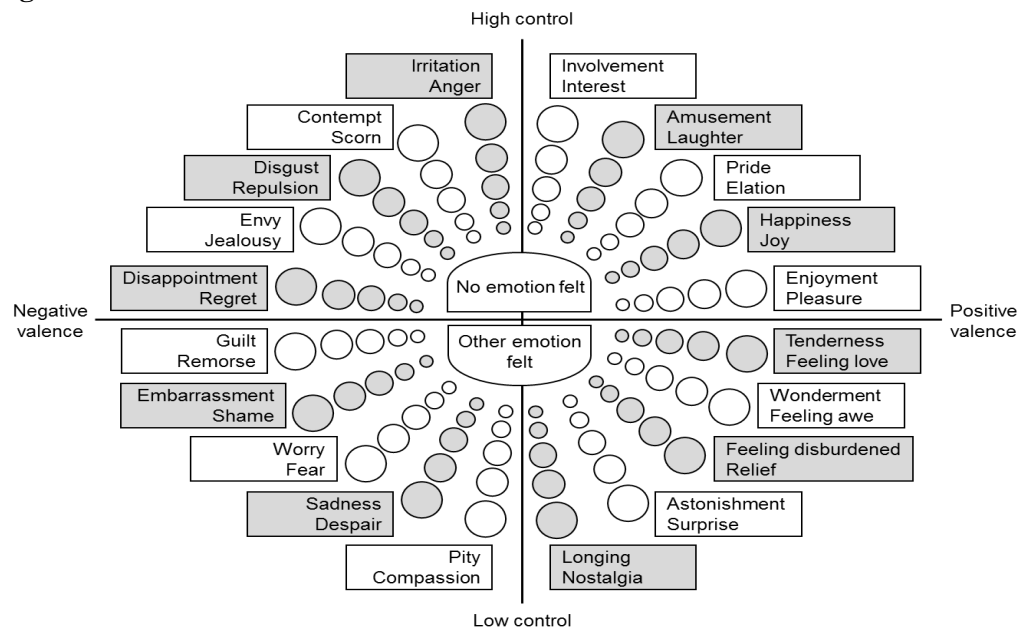 High control
Irritation
Anger
Involvement
Interest
Contempt
Scorn
Amusement
Laughter
Disgust
Repulsion
Pride
Elation
Envy
Jealousy
Happiness
Joy
Disappointment
Regret
No emotion felt
Enjoyment
Pleasure
Negative
valence
Positive
valence
Guilt
Remorse
Other emotion
felt
Tenderness
Feeling love
Embarrassment
Shame
Wonderment
Feeling awe
Worry
Fear
Feeling disburdened
Relief
Sadness
Despair
Astonishment
Surprise
Pity
Compassion
Longing
Nostalgia
Low control